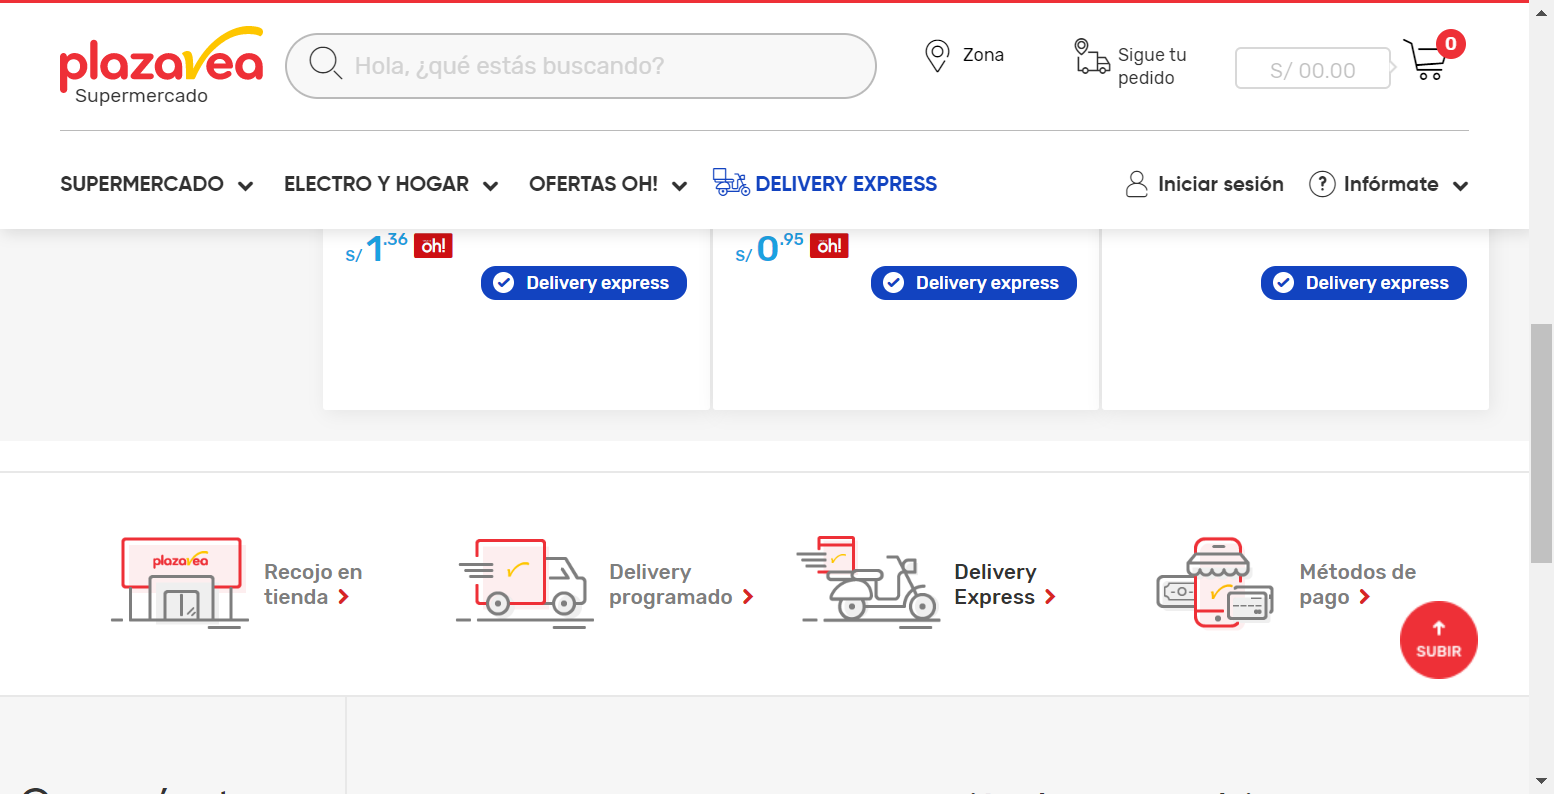 plazavea
Supermercado
Hola, ¿qué estás buscando?
Zona
Sigue tu
pedido
S/ 00.00
0
SUPERMERCADO
ELECTRO Y HOGAR
OFERTAS OH!
DELIVERY EXPRESS
Iniciar sesión
? Infórmate
S/ 1.36 oh!
S/ 0.95 oh!
Delivery express
Delivery express
Delivery express
plazavea
Recojo en
tienda
Delivery
programado
Delivery
Express
Métodos de
pago
SUBIR